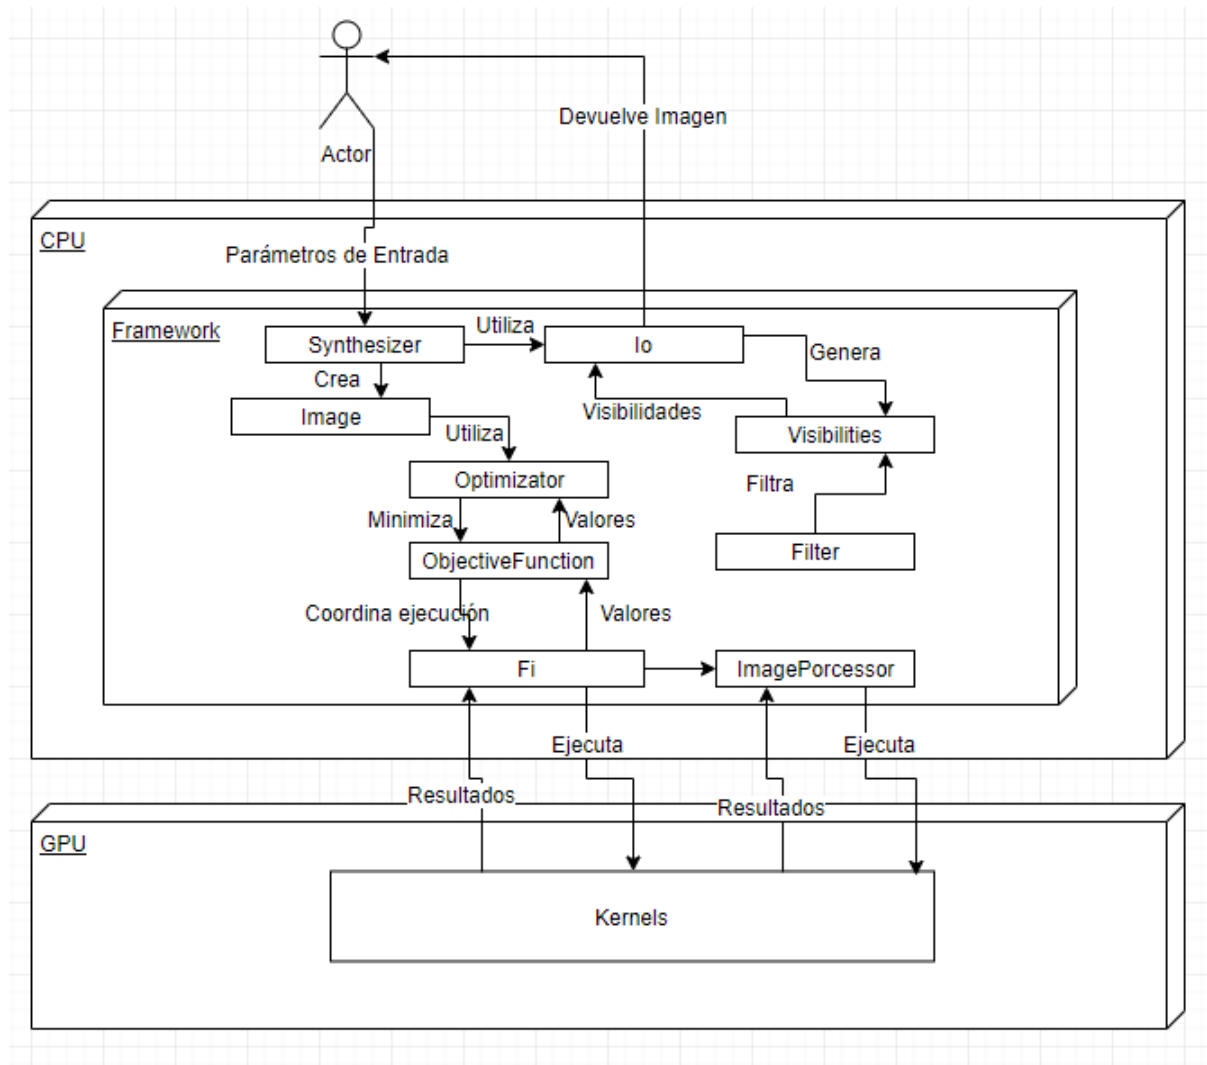 Devuelve Imagen
Actor
CPU
Parámetros de Entrada
Framework
Synthesizer
Utiliza
Io
Genera
Crea
Image
Visibilidades
Utiliza
Visibilities
Optimizator
Filtra
Minimiza
Valores
ObjectiveFunction
Filter
Coordina ejecución
Valores
Fi
ImagePorcessor
Ejecuta
Ejecuta
Resultados
Resultados
GPU
Kernels